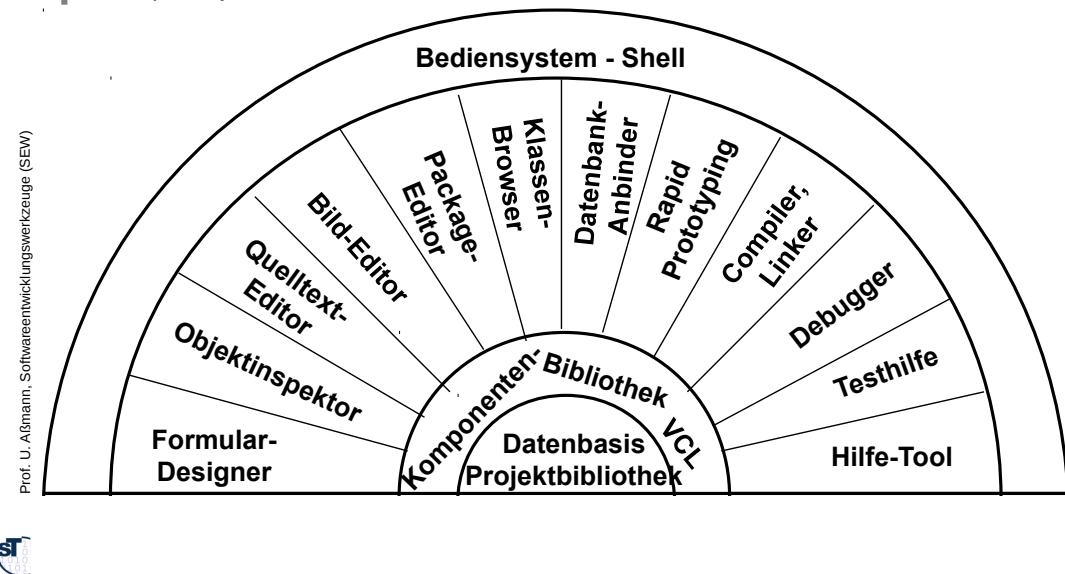 Bediensystem - Shell
Formular-
Designer
Objektinspektor
Quelltext-
Editor
Bild-Editor
Package-
Editor
Klassen-
Browser
Datenbank-
Anbinder
Rapid
Prototyping
Compiler,
Linker
Debugger
Testhilfe
Hilfe-Tool
Komponenten-
Bibliothek
VCL
Datenbasis
Projektbibliothek
Prof. U. Aßmann, Softwareentwicklungswerkzeuge (SEW)
sT